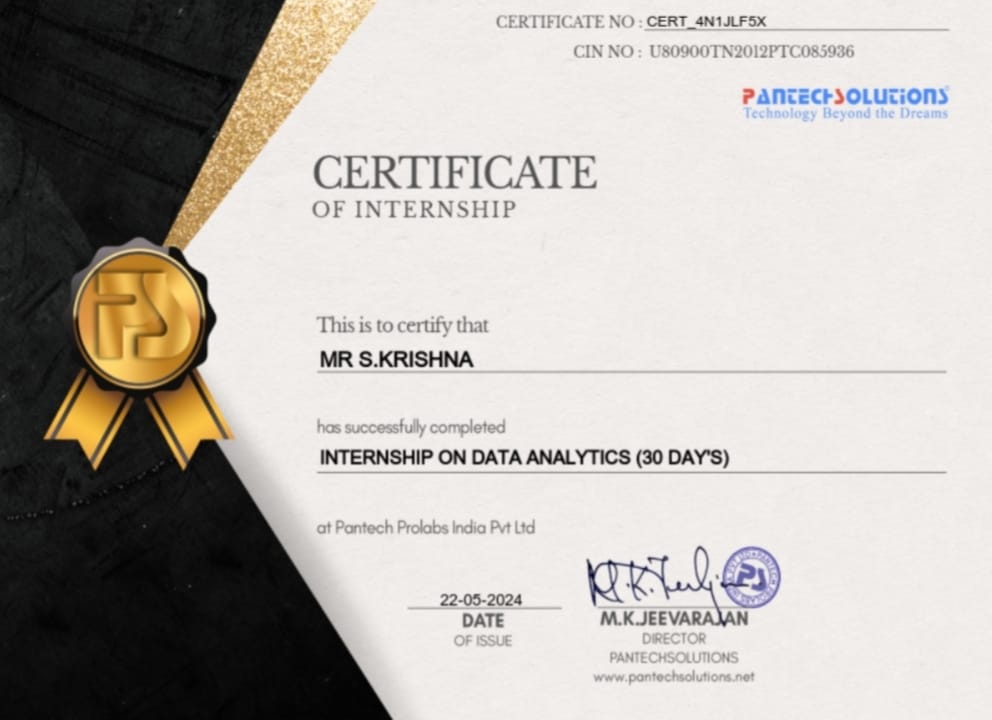 CERTIFICATE NO : CERT_4N1JLF5X
CIN NO : U80900TN2012PTC085936
PANTECHSOLUTIONS
Technology Beyond the Dreams
CERTIFICATE
OF INTERNSHIP
PS
This is to certify that
MR S.KRISHNA
has successfully completed
INTERNSHIP ON DATA ANALYTICS (30 DAY'S)
at Pantech Prolabs India Pvt Ltd
22-05-2024
DATE
OF ISSUE
PS
M.K.JEEVARAJAN
DIRECTOR
PANTECHSOLUTIONS
www.pantechsolutions.net